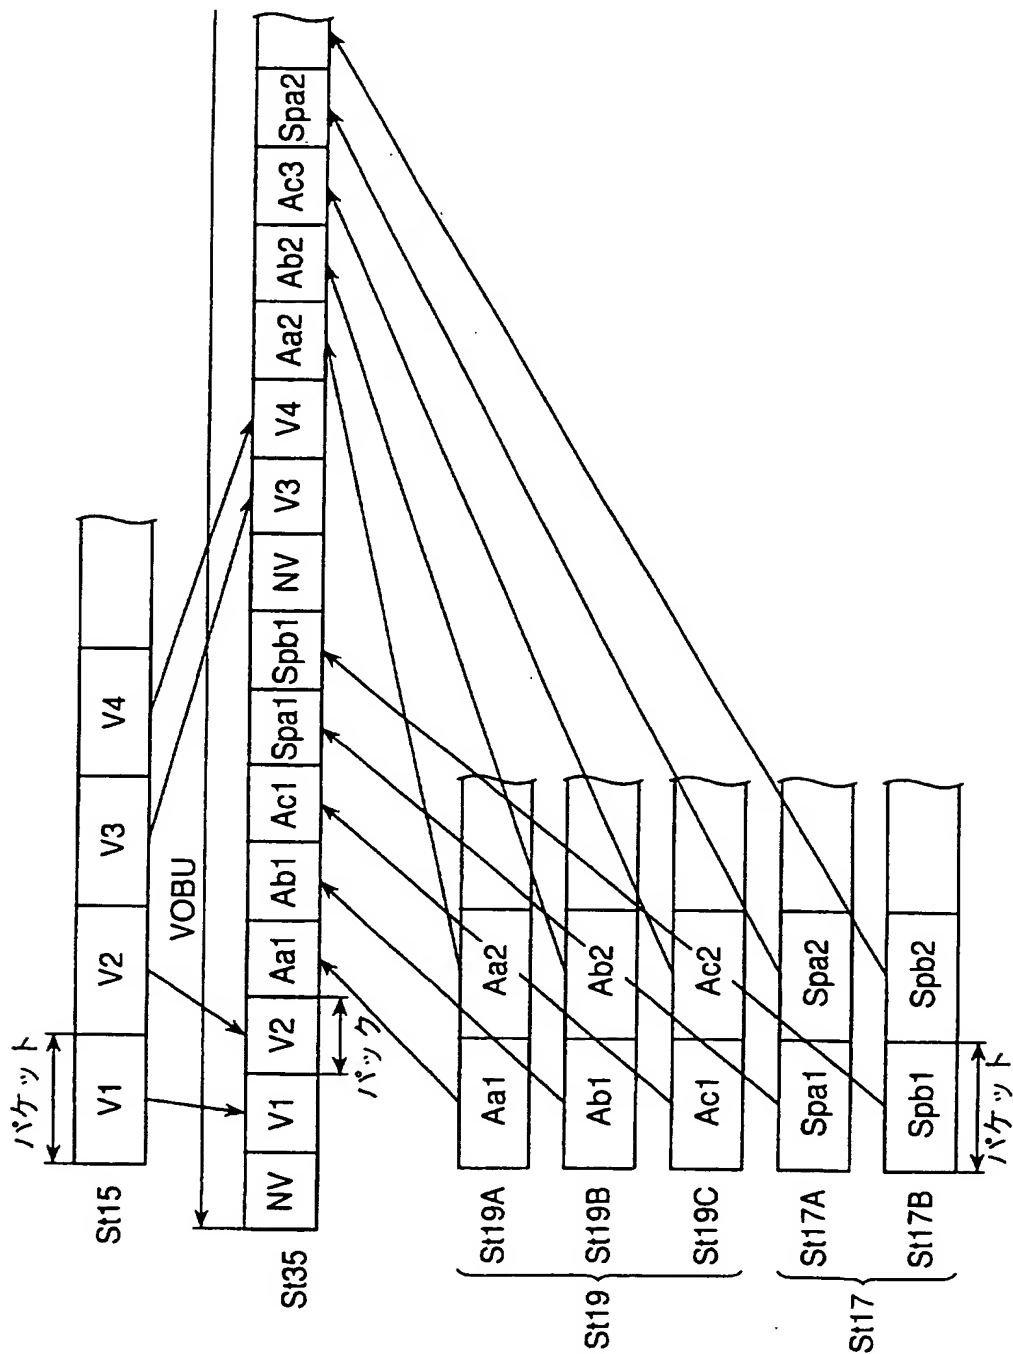 パケット
St15 V1 V2 V3 V4
VOBU
St35 NV V1 V2 Aa1 Ab1 Ac1 Spa1 Spb1 NV V3 V4 Aa2 Ab2 Ac3 Spa2
パック
St19
St19A Aa1 Aa2
St19B Ab1 Ab2
St19C Ac1 Ac2
St17
St17A Spa1 Spa2
St17B Spb1 Spb2
パケット